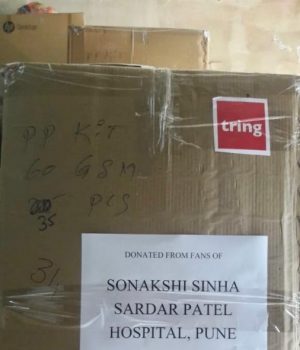 tring
PP Kit
60 GSM
35 PCS
31.
DONATED FROM FANS OF
SONAKSHI SINHA
SARDAR PATEL
HOSPITAL, PUNE